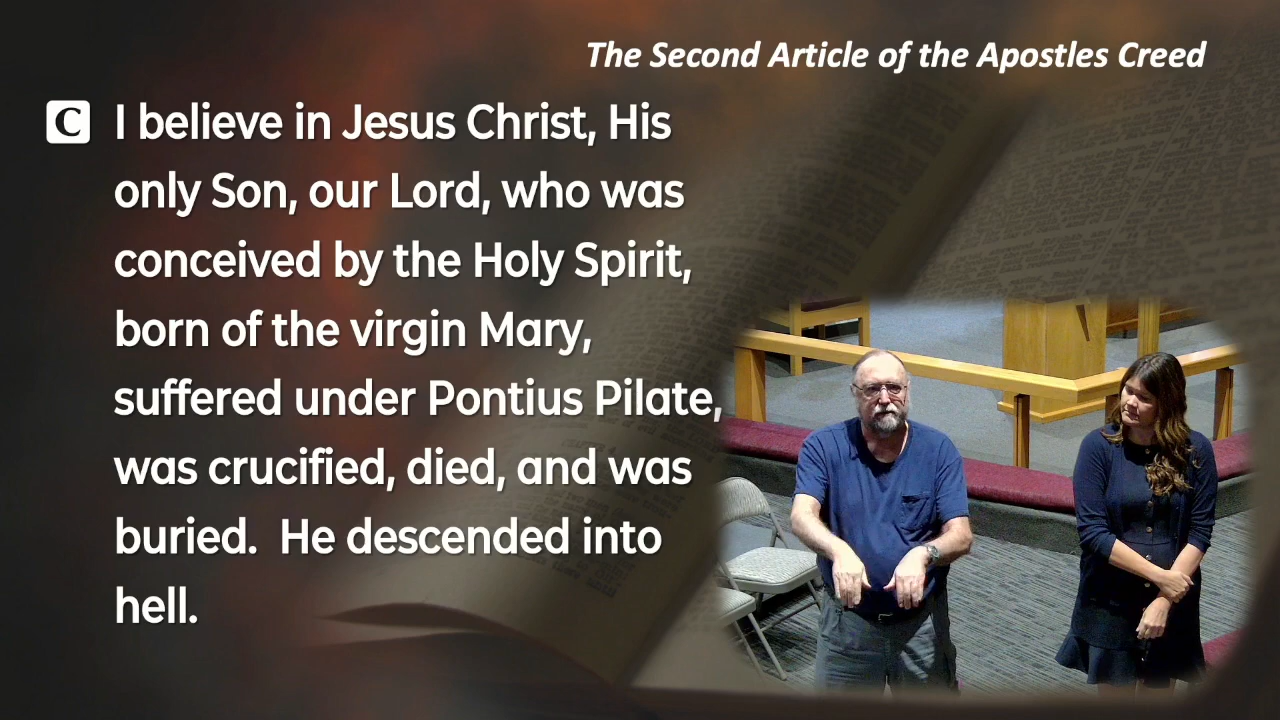 The Second Article of the Apostles Creed
C I believe in Jesus Christ, His
only Son, our Lord, who was
conceived by the Holy Spirit,
born of the virgin Mary,
suffered under Pontius Pilate,
was crucified, died, and was
buried.  He descended into
hell.